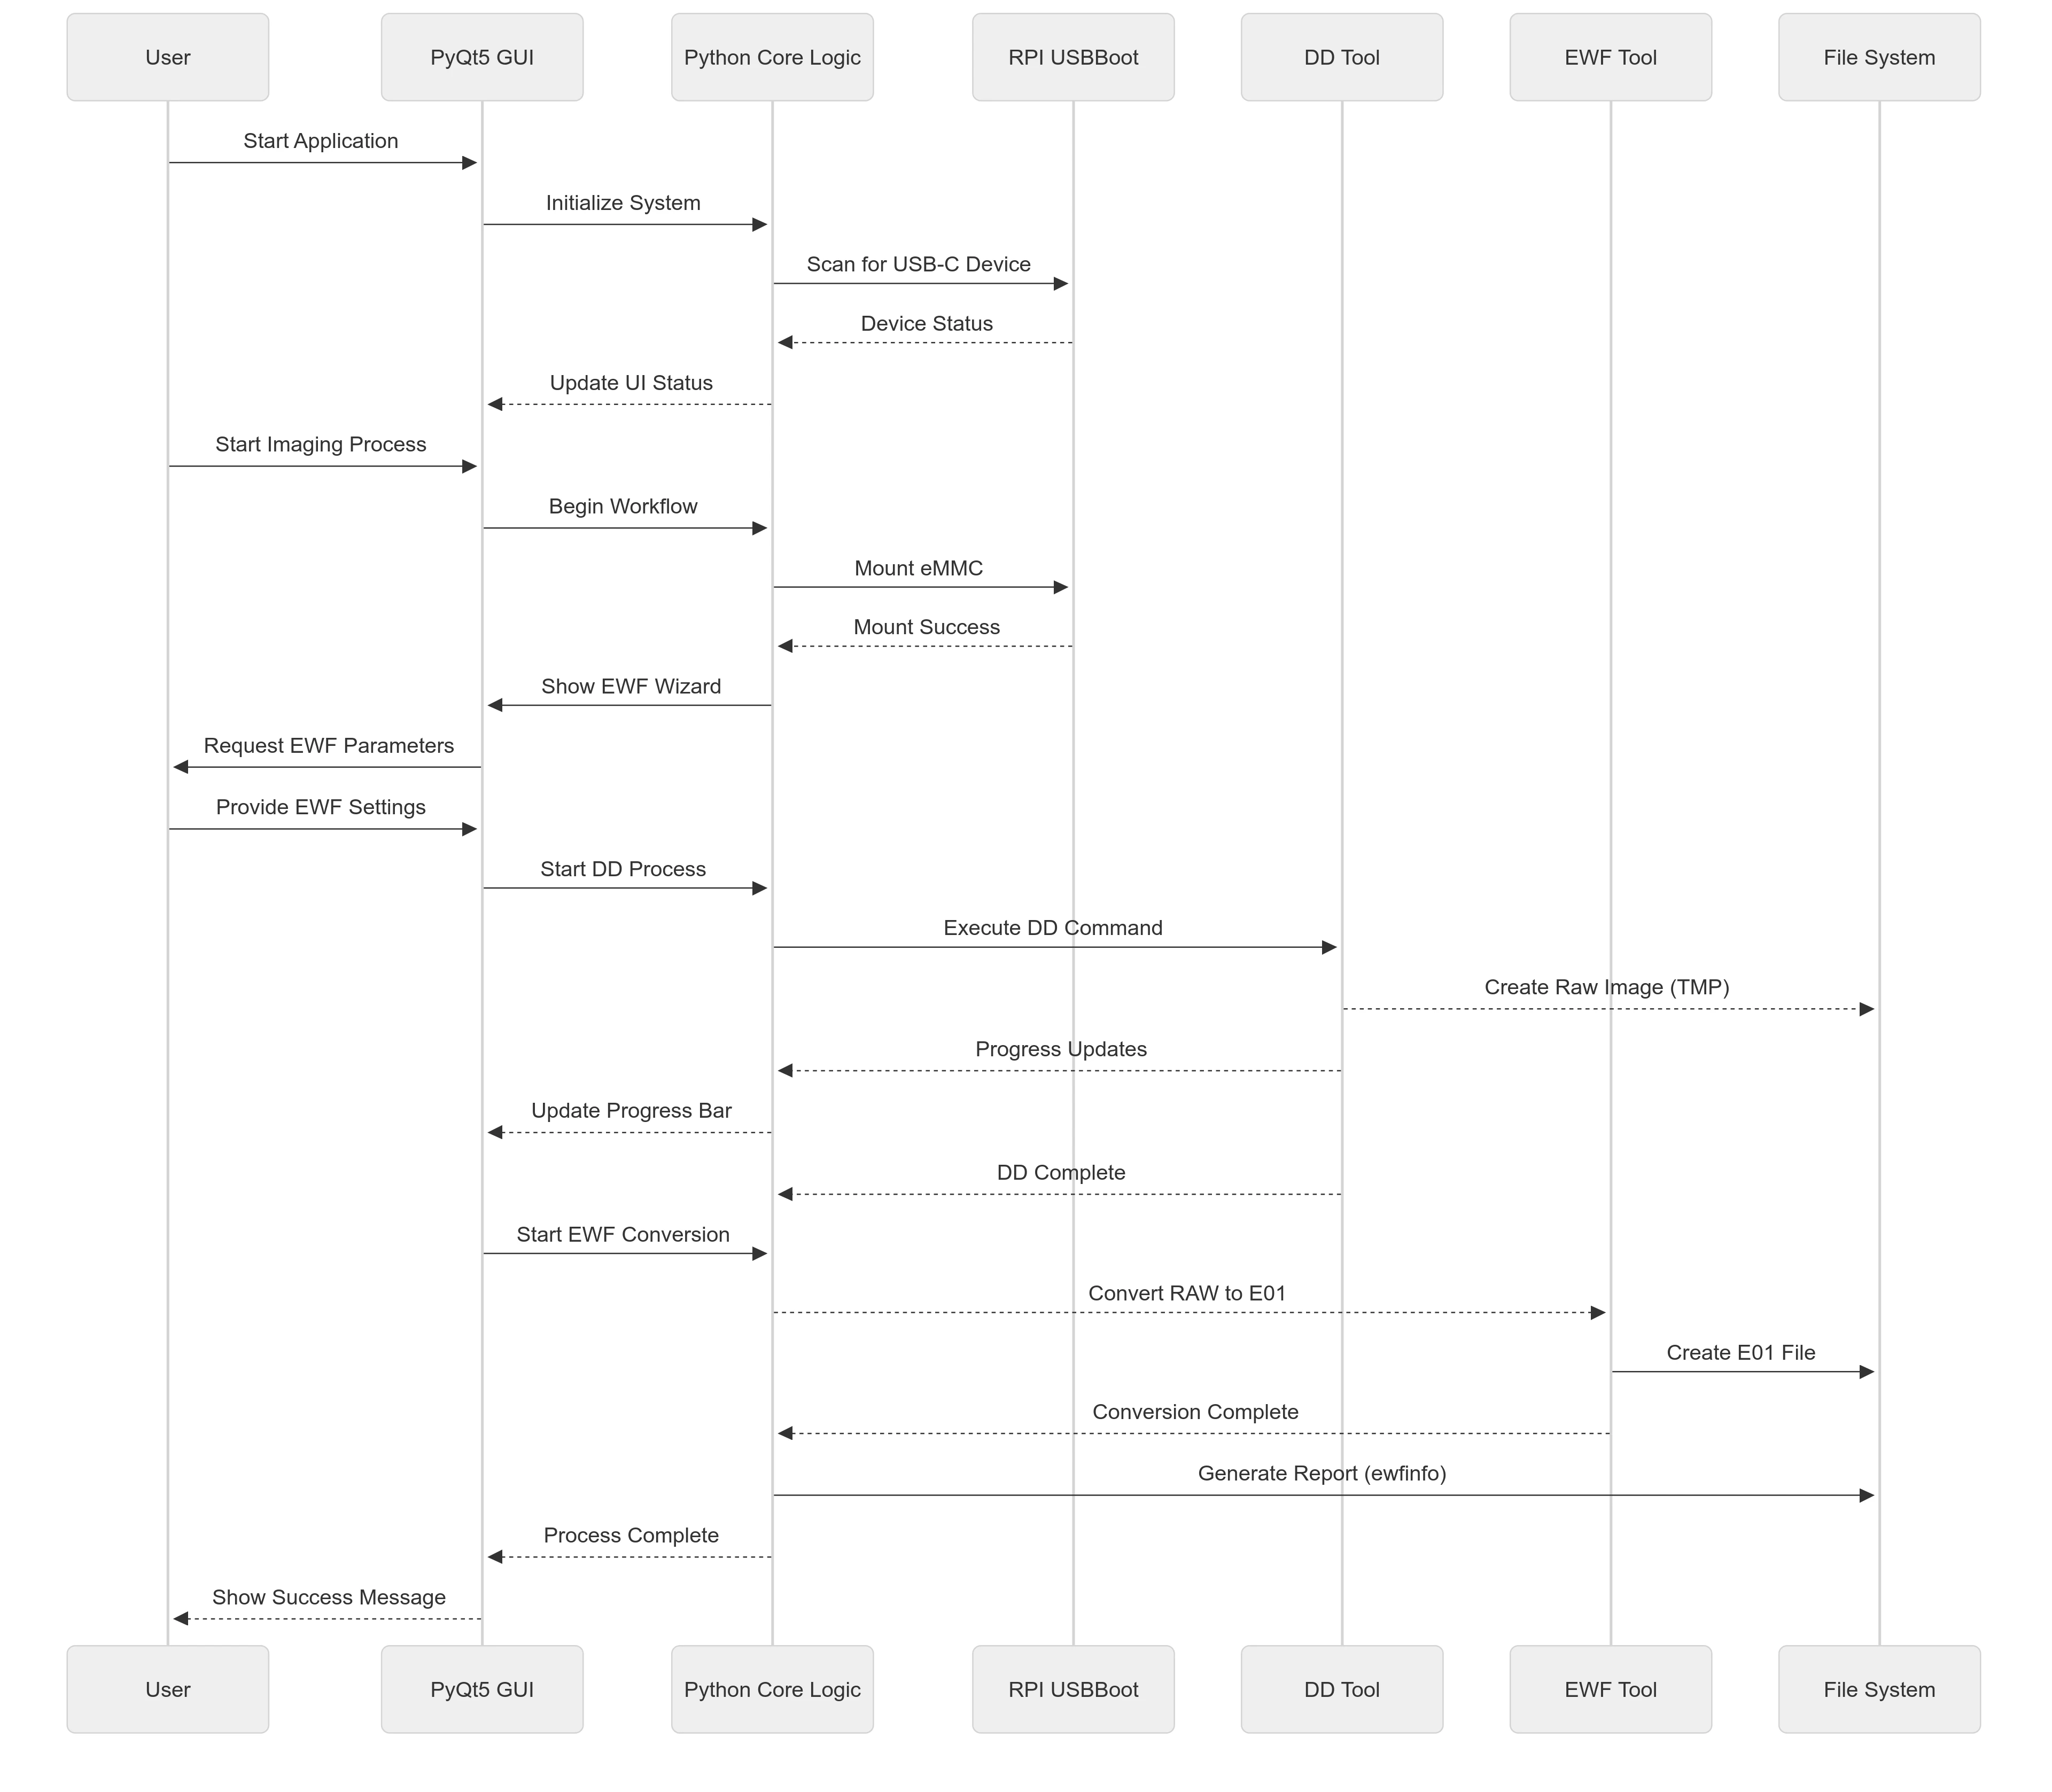 User
PyQt5 GUI
Python Core Logic
RPI USBBoot
DD Tool
EWF Tool
File System
Start Application
Initialize System
Scan for USB-C Device
Device Status
Update UI Status
Start Imaging Process
Begin Workflow
Mount eMMC
Mount Success
Show EWF Wizard
Request EWF Parameters
Provide EWF Settings
Start DD Process
Execute DD Command
Create Raw Image (TMP)
Progress Updates
Update Progress Bar
DD Complete
Start EWF Conversion
Convert RAW to E01
Create E01 File
Conversion Complete
Generate Report (ewfinfo)
Process Complete
Show Success Message
User
PyQt5 GUI
Python Core Logic
RPI USBBoot
DD Tool
EWF Tool
File System